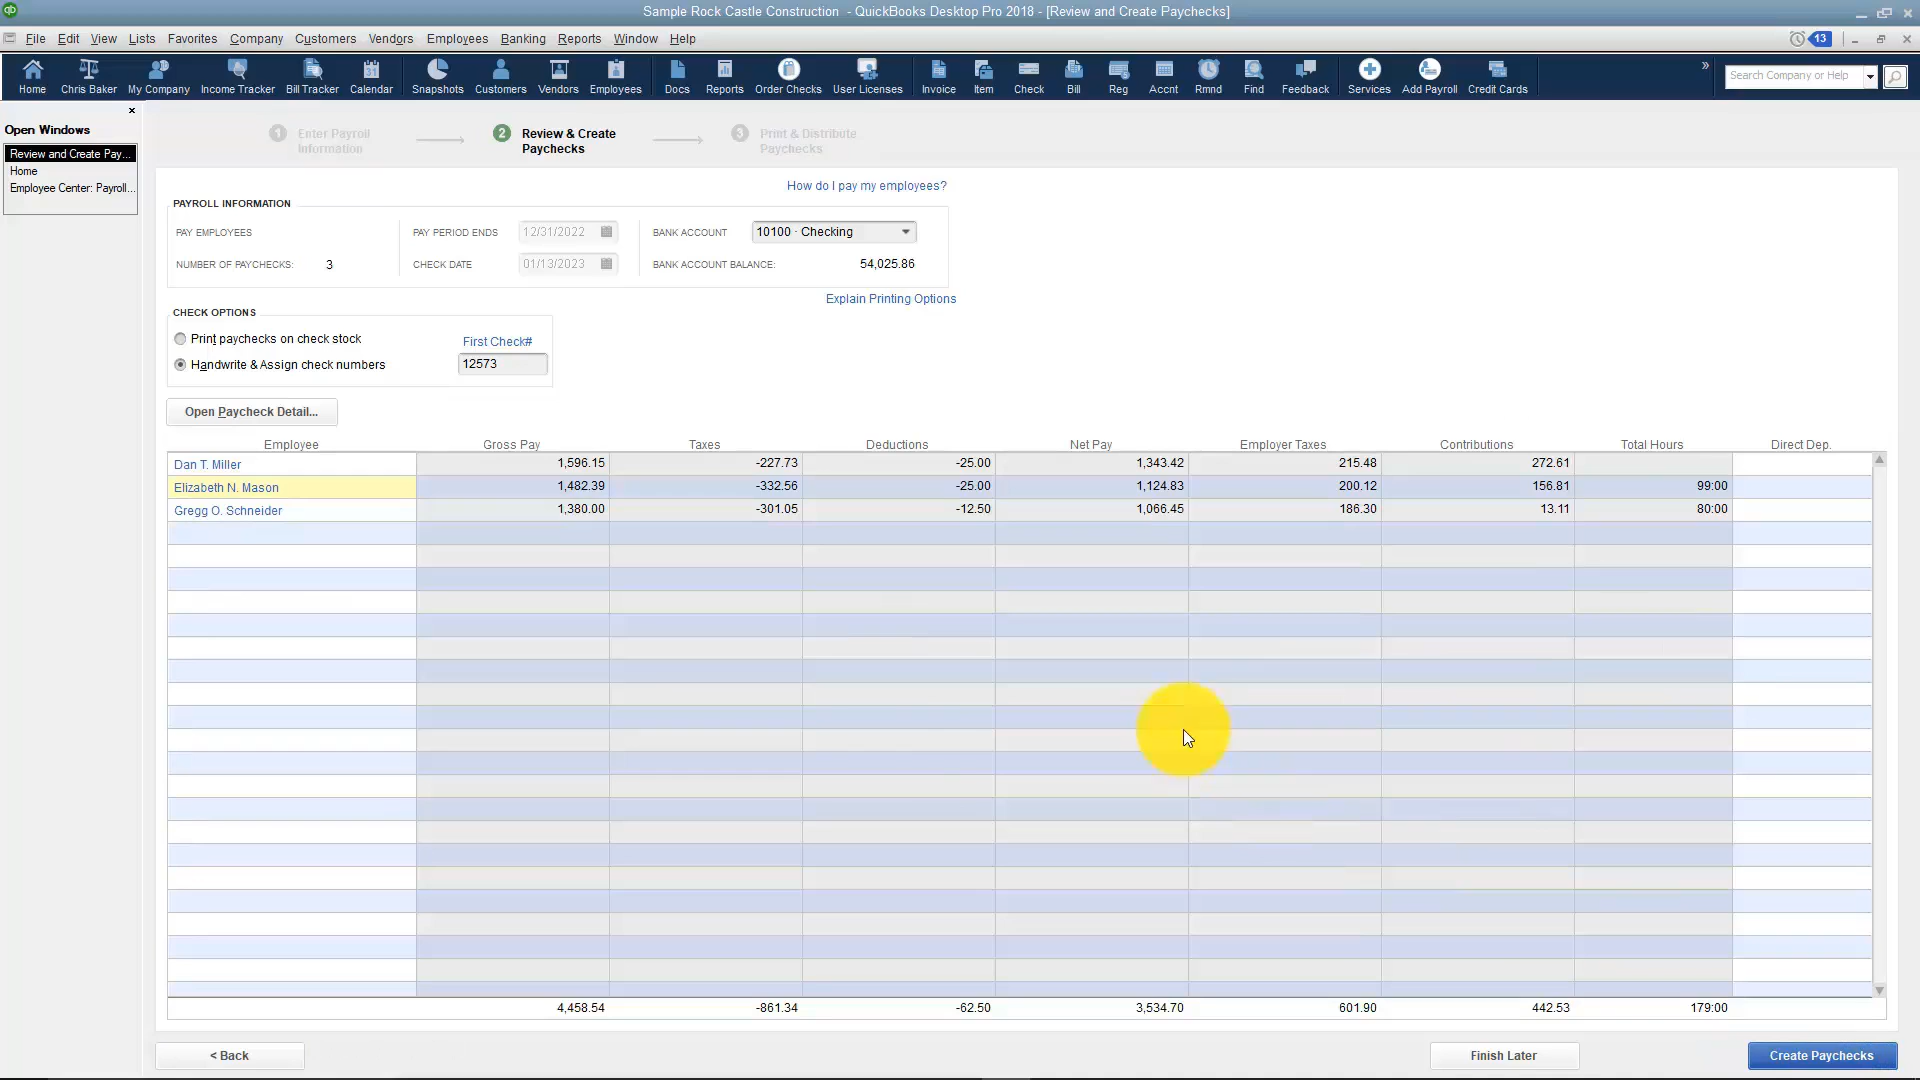 Sample Rock Castle Construction - QuickBooks Desktop Pro 2018 - [Review and Create Paychecks]
File Edit View Lists Favorites Company Customers Vendors Employees Banking Reports Window Help
13
Home Chris Baker My Company Income Tracker Bill Tracker Calendar Snapshots Customers Vendors Employees Docs Reports Order Checks User Licenses Invoice Item Check Bill Reg Accnt Rmnd Find Feedback Services Add Payroll Credit Cards
» Search Company or Help
Open Windows
Review and Create Pay...
Home
Employee Center: Payroll...
1 Enter Payroll
Information
2 Review & Create
Paychecks
3 Print & Distribute
Paychecks
How do I pay my employees?
PAYROLL INFORMATION
PAY EMPLOYEES PAY PERIOD ENDS 12/31/2022 BANK ACCOUNT 10100 · Checking
NUMBER OF PAYCHECKS: 3 CHECK DATE 01/13/2023 BANK ACCOUNT BALANCE: 54,025.86
Explain Printing Options
CHECK OPTIONS
Print paychecks on check stock First Check#
Handwrite & Assign check numbers 12573
Open Paycheck Detail...
Employee Gross Pay Taxes Deductions Net Pay Employer Taxes Contributions Total Hours Direct Dep.
Dan T. Miller 1,596.15 -227.73 -25.00 1,343.42 215.48 272.61
Elizabeth N. Mason 1,482.39 -332.56 -25.00 1,124.83 200.12 156.81 99:00
Gregg O. Schneider 1,380.00 -301.05 -12.50 1,066.45 186.30 13.11 80:00
4,458.54 -861.34 -62.50 3,534.70 601.90 442.53 179:00
< Back Finish Later Create Paychecks